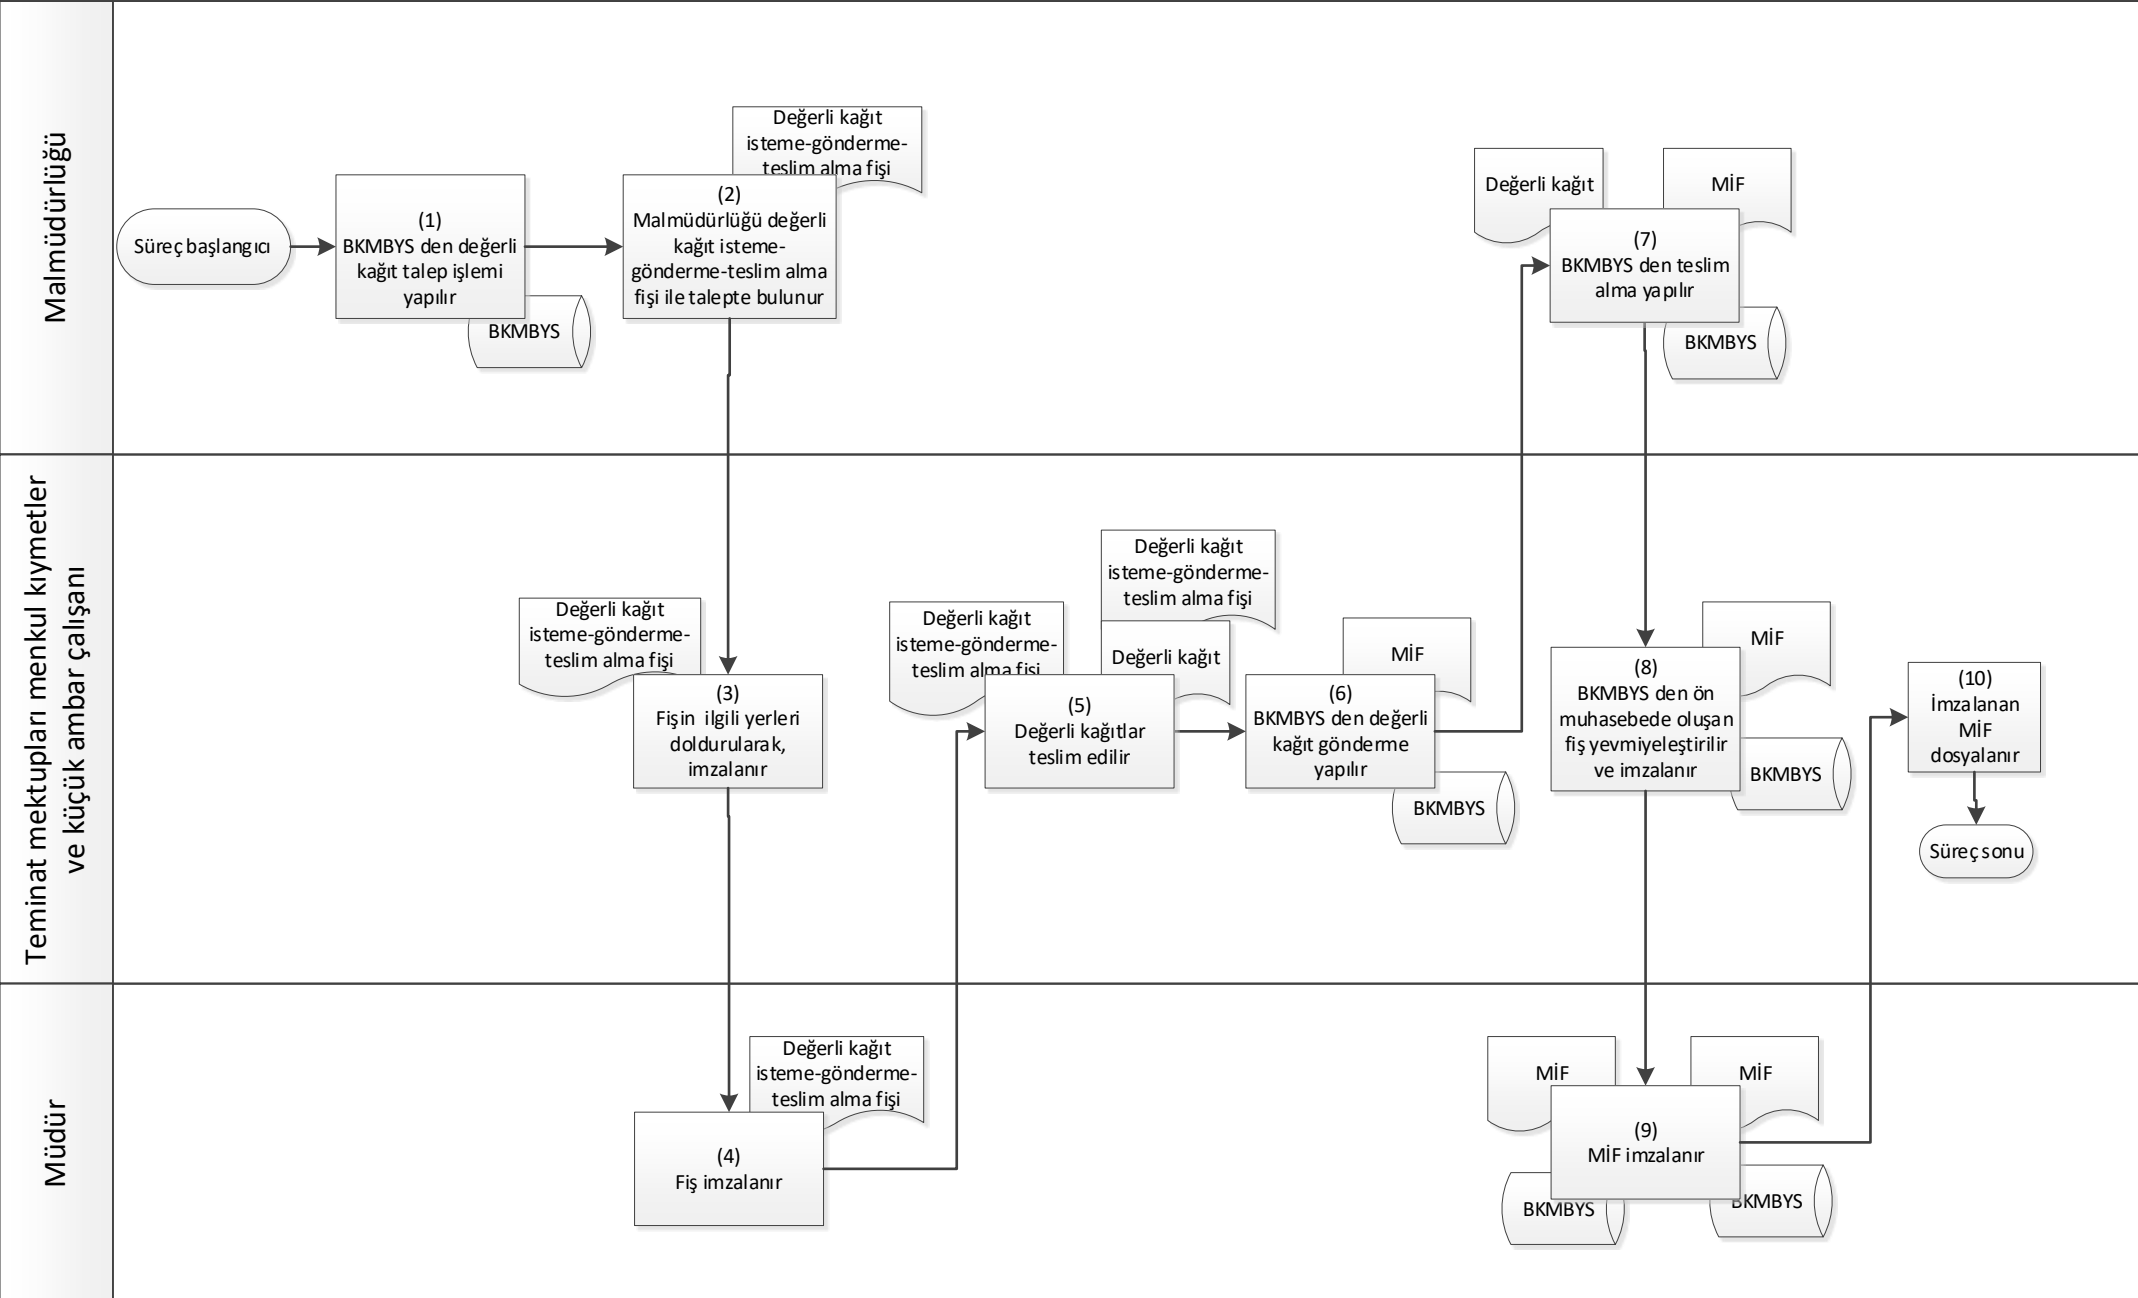 Malmüdürlüğü
Süreç başlangıcı
(1)
BKMBYS den değerli
kağıt talep işlemi
yapılır
BKMBYS
Değerli kağıt
isteme-gönderme-
teslim alma fişi
(2)
Malmüdürlüğü değerli
kağıt isteme-
gönderme-teslim alma
fişi ile talepte bulunur
Değerli kağıt
MİF
(7)
BKMBYS den teslim
alma yapılır
BKMBYS
Teminat mektupları menkul kıymetler
ve küçük ambar çalışanı
Değerli kağıt
isteme-gönderme-
teslim alma fişi
(3)
Fişin ilgili yerleri
doldurularak,
imzalanır
Değerli kağıt
isteme-gönderme-
teslim alma fişi
Değerli kağıt
isteme-gönderme-
teslim alma fişi
Değerli kağıt
(5)
Değerli kağıtlar
teslim edilir
MİF
(6)
BKMBYS den değerli
kağıt gönderme
yapılır
BKMBYS
MİF
(8)
BKMBYS den ön
muhasebede oluşan
fiş yevmiyeleştirilir
ve imzalanır
BKMBYS
(10)
İmzalanan
MİF
dosyalanır
Süreç sonu
Müdür
Değerli kağıt
isteme-gönderme-
teslim alma fişi
(4)
Fiş imzalanır
MİF
MİF
(9)
MİF imzalanır
BKMBYS
BKMBYS